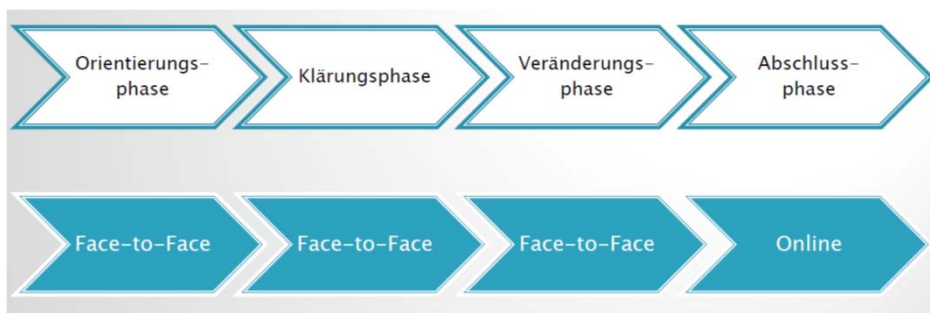 Orientierungs-
phase
Klärungsphase
Veränderungs-
phase
Abschluss-
phase
Face-to-Face
Face-to-Face
Face-to-Face
Online